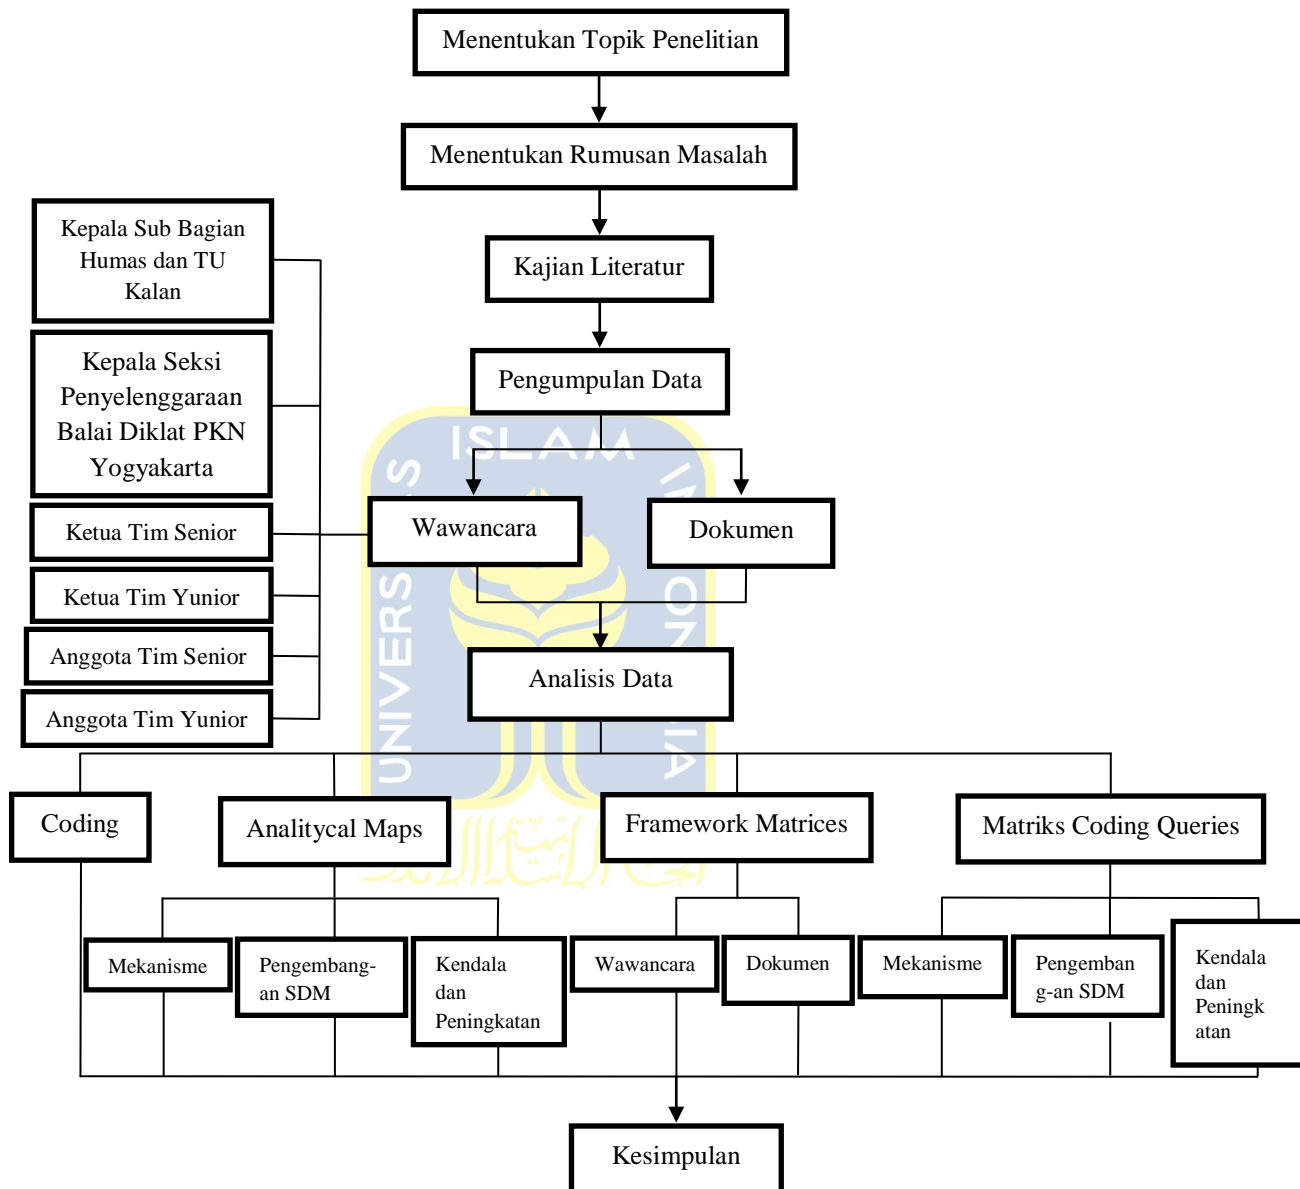 Menentukan Topik Penelitian
Menentukan Rumusan Masalah
Kepala Sub Bagian
Humas dan TU
Kalan
Kajian Literatur
Kepala Seksi
Penyelenggaraan
Balai Diklat PKN
Yogyakarta
Pengumpulan Data
UNIVERSITAS ISLAM INDONESIA
Ketua Tim Senior
Wawancara
Dokumen
Ketua Tim Yunior
Anggota Tim Senior
Anggota Tim Yunior
Analisis Data
Coding
Analitycal Maps
Framework Matrices
Matriks Coding Queries
Mekanisme
Pengembang-
an SDM
Kendala
dan
Peningkatan
Wawancara
Dokumen
Mekanisme
Pengemban
g-an SDM
Kendala
dan
Peningk
atan
Kesimpulan